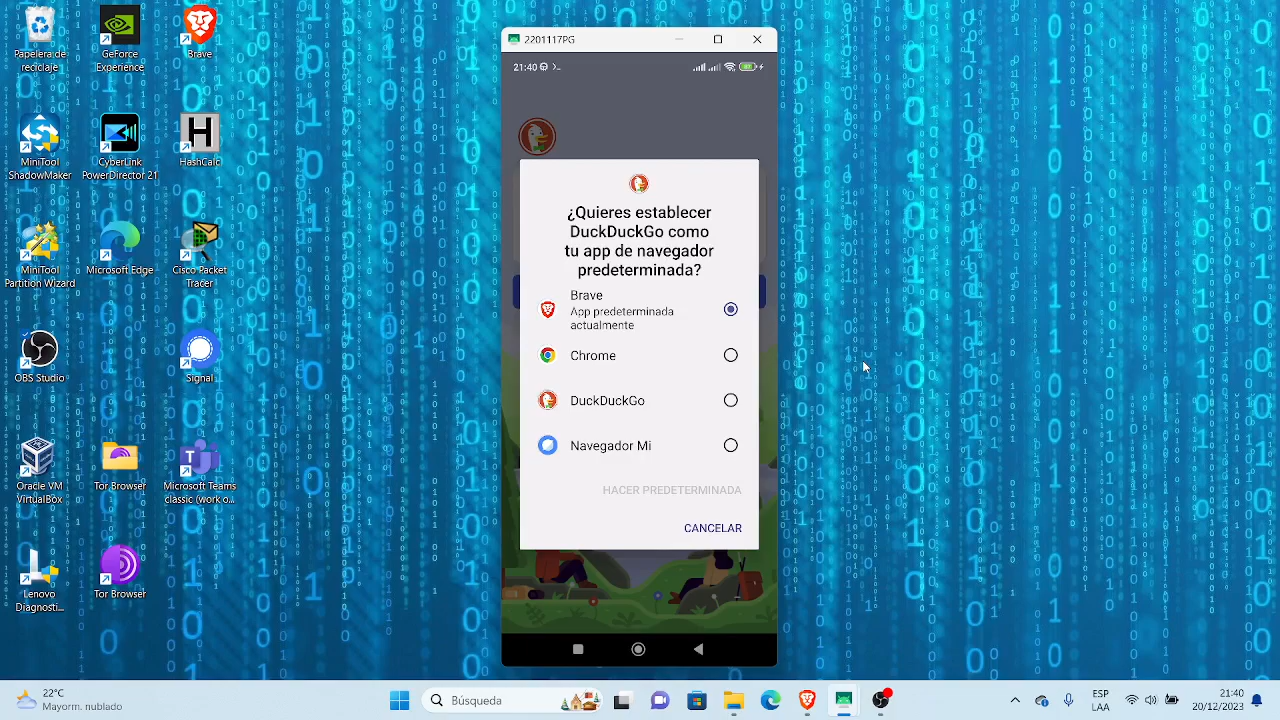 Papelera de
reciclaje
GeForce
Experience
Brave
MiniTool
ShadowMaker
CyberLink
PowerDirector 21
HashCalc
MiniTool
Partition Wizard
Microsoft Edge
Cisco Packet
Tracer
OBS Studio
Signal
Oracle VM
VirtualBox
Tor Browser
Microsoft Teams
classic (wor o...
Lenovo
Diagnosti...
Tor Browser
2201117PG
21:40
¿Quieres establecer
DuckDuckGo como
tu app de navegador
predeterminada?
Brave
App predeterminada
actualmente
Chrome
DuckDuckGo
Navegador Mi
HACER PREDETERMINADA
CANCELAR
22°C
Mayorm. nublado
Búsqueda
ESP
LAA
21:40
20/12/2023